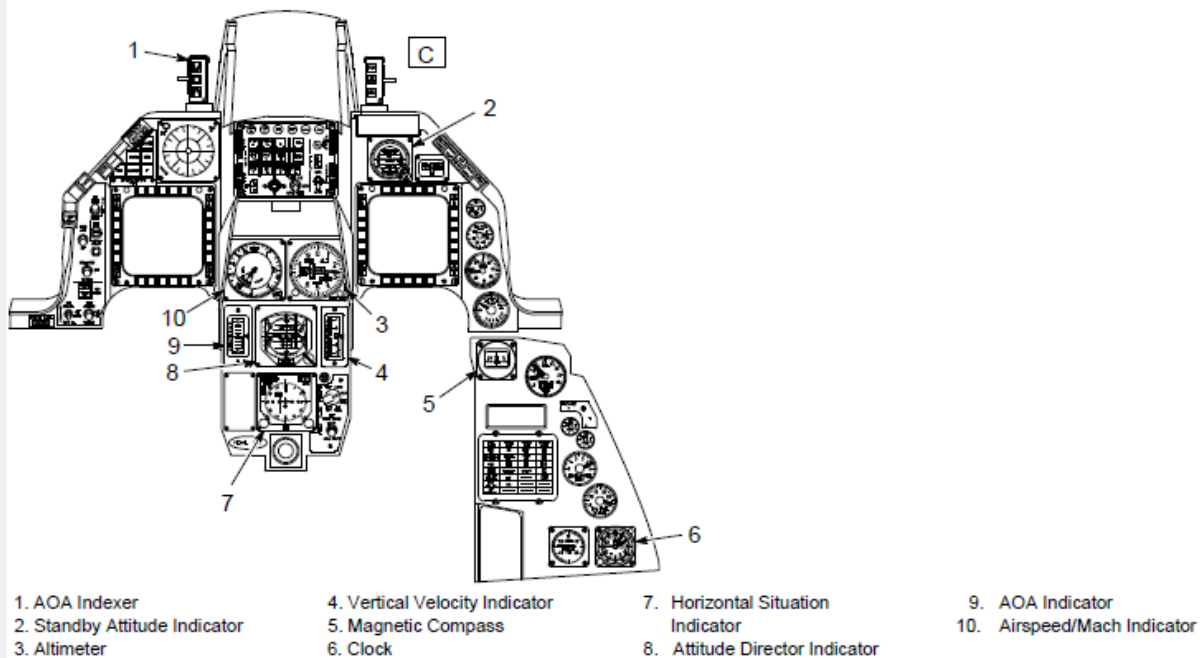 1
C
2
10
3
9
8
4
5
7
6
1. AOA Indexer
2. Standby Attitude Indicator
3. Altimeter
4. Vertical Velocity Indicator
5. Magnetic Compass
6. Clock
7. Horizontal Situation
Indicator
8. Attitude Director Indicator
9. AOA Indicator
10. Airspeed/Mach Indicator